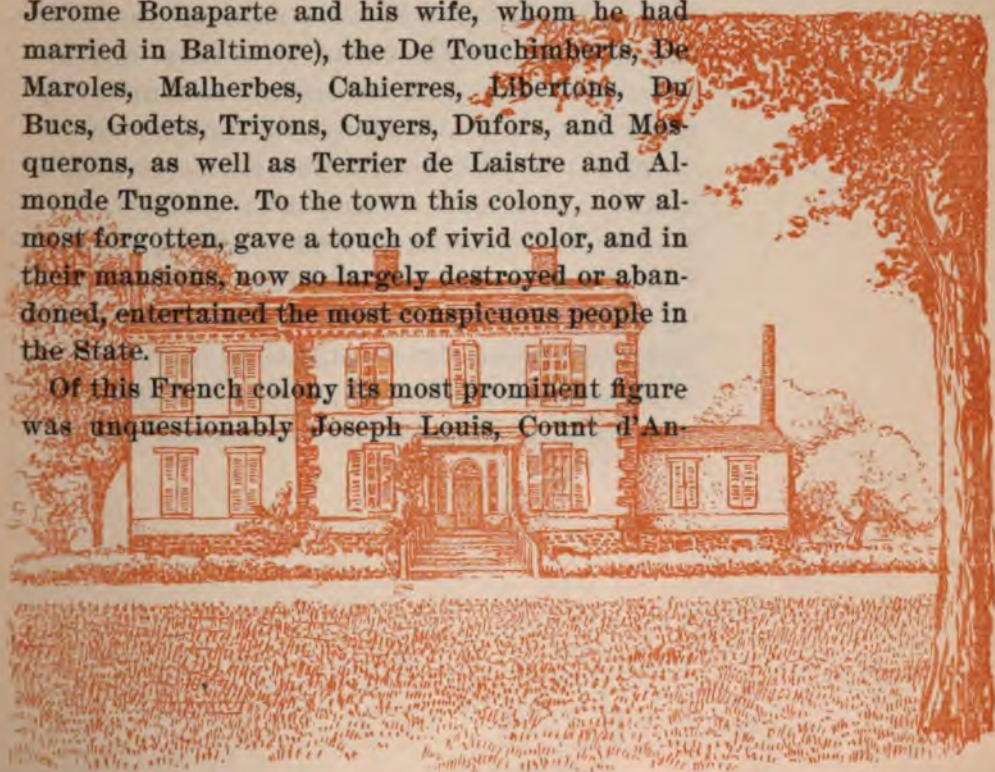 Jerome Bonaparte and his wife, whom he had
married in Baltimore), the De Touchimberts, De
Maroles, Malherbes, Cahierres, Libertons, Du
Bucs, Godets, Triyons, Cuyers, Dufors, and Mos-
querons, as well as Terrier de Laistre and Al-
monde Tugonne. To the town this colony, now al-
most forgotten, gave a touch of vivid color, and in
their mansions, now so largely destroyed or aban-
doned, entertained the most conspicuous people in
the State.
Of this French colony its most prominent figure
was unquestionably Joseph Louis, Count d'An-